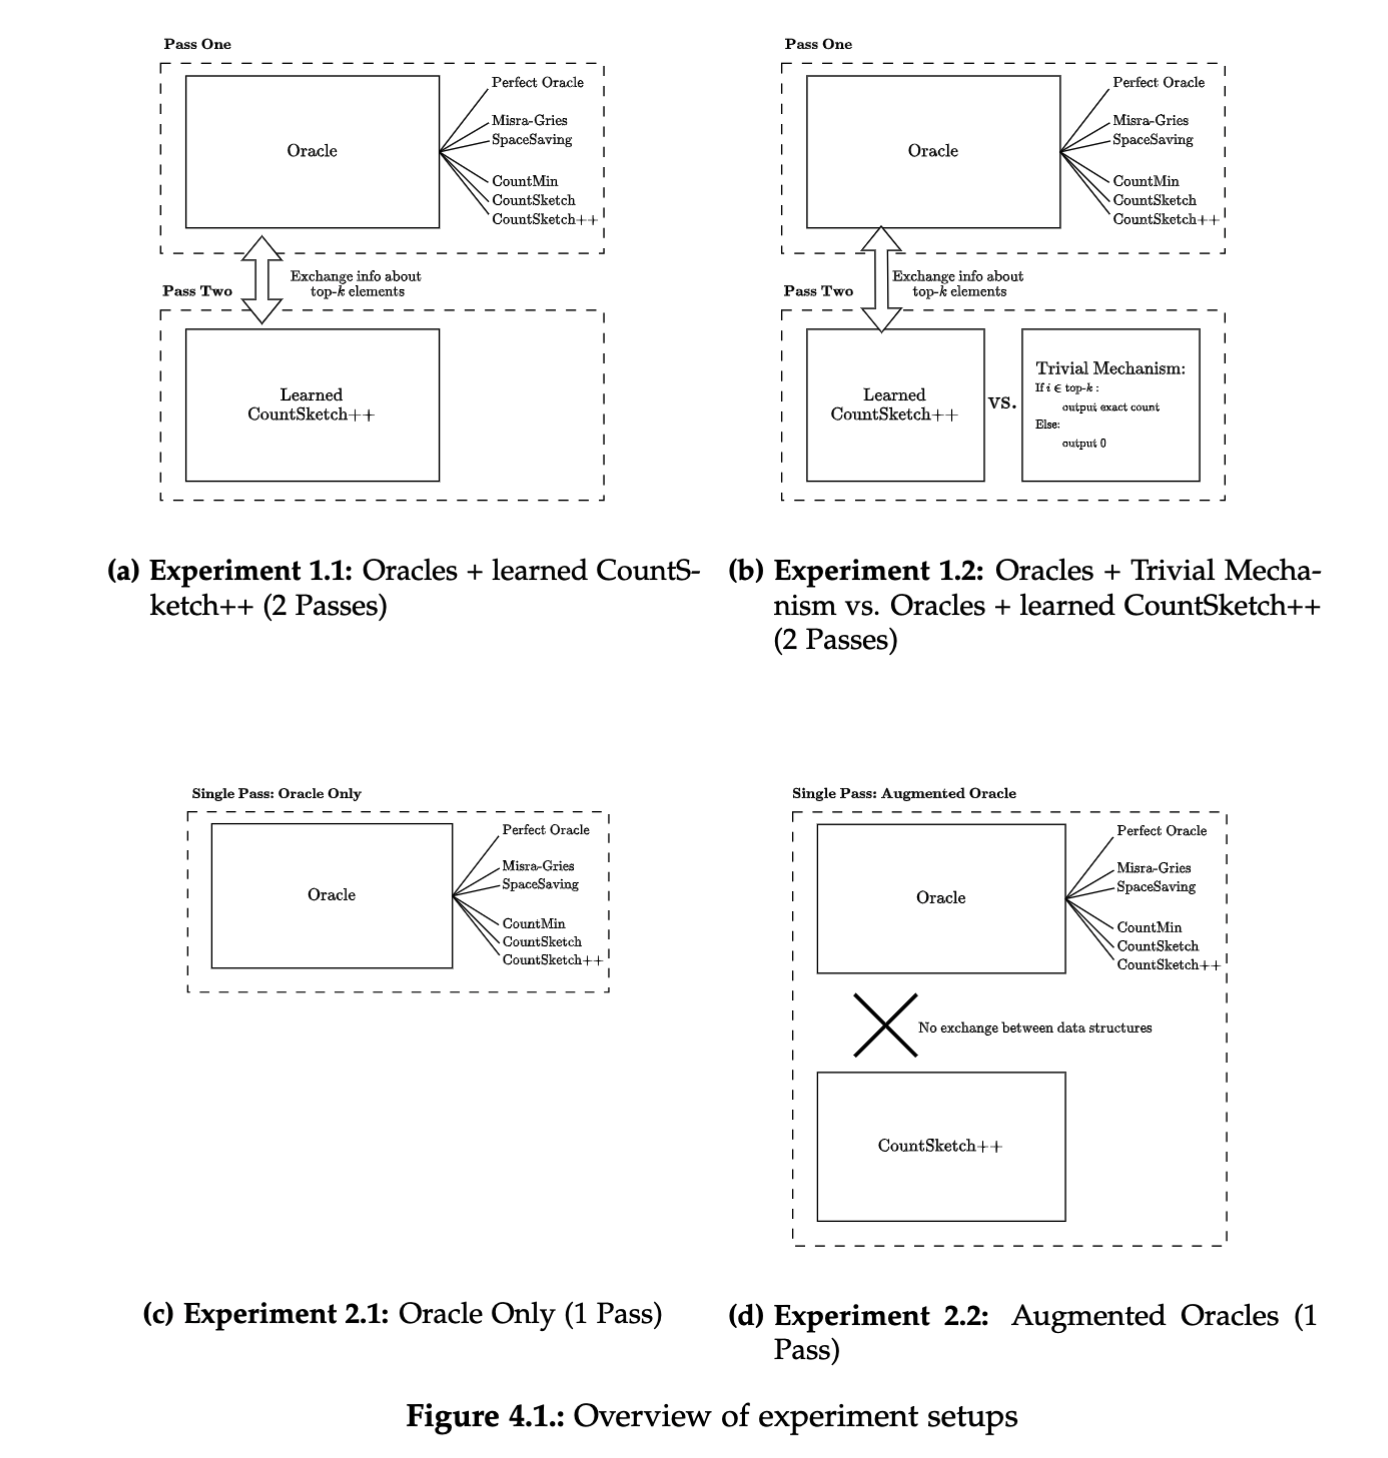 Pass One
Oracle
Perfect Oracle
Misra-Gries
SpaceSaving
CountMin
CountSketch
CountSketch++
Exchange info about
top-k elements
Pass Two
Learned
CountSketch++
(a) Experiment 1.1: Oracles + learned CountS-
ketch++ (2 Passes)
Pass One
Oracle
Perfect Oracle
Misra-Gries
SpaceSaving
CountMin
CountSketch
CountSketch++
Exchange info about
top-k elements
Pass Two
Learned
CountSketch++
vs.
Trivial Mechanism:
If i ∈ top-k :
output exact count
Else:
output 0
(b) Experiment 1.2: Oracles + Trivial Mecha-
nism vs. Oracles + learned CountSketch++
(2 Passes)
Single Pass: Oracle Only
Oracle
Perfect Oracle
Misra-Gries
SpaceSaving
CountMin
CountSketch
CountSketch++
(c) Experiment 2.1: Oracle Only (1 Pass)
Single Pass: Augmented Oracle
Oracle
Perfect Oracle
Misra-Gries
SpaceSaving
CountMin
CountSketch
CountSketch++
No exchange between data structures
CountSketch++
(d) Experiment 2.2: Augmented Oracles (1
Pass)
Figure 4.1.: Overview of experiment setups